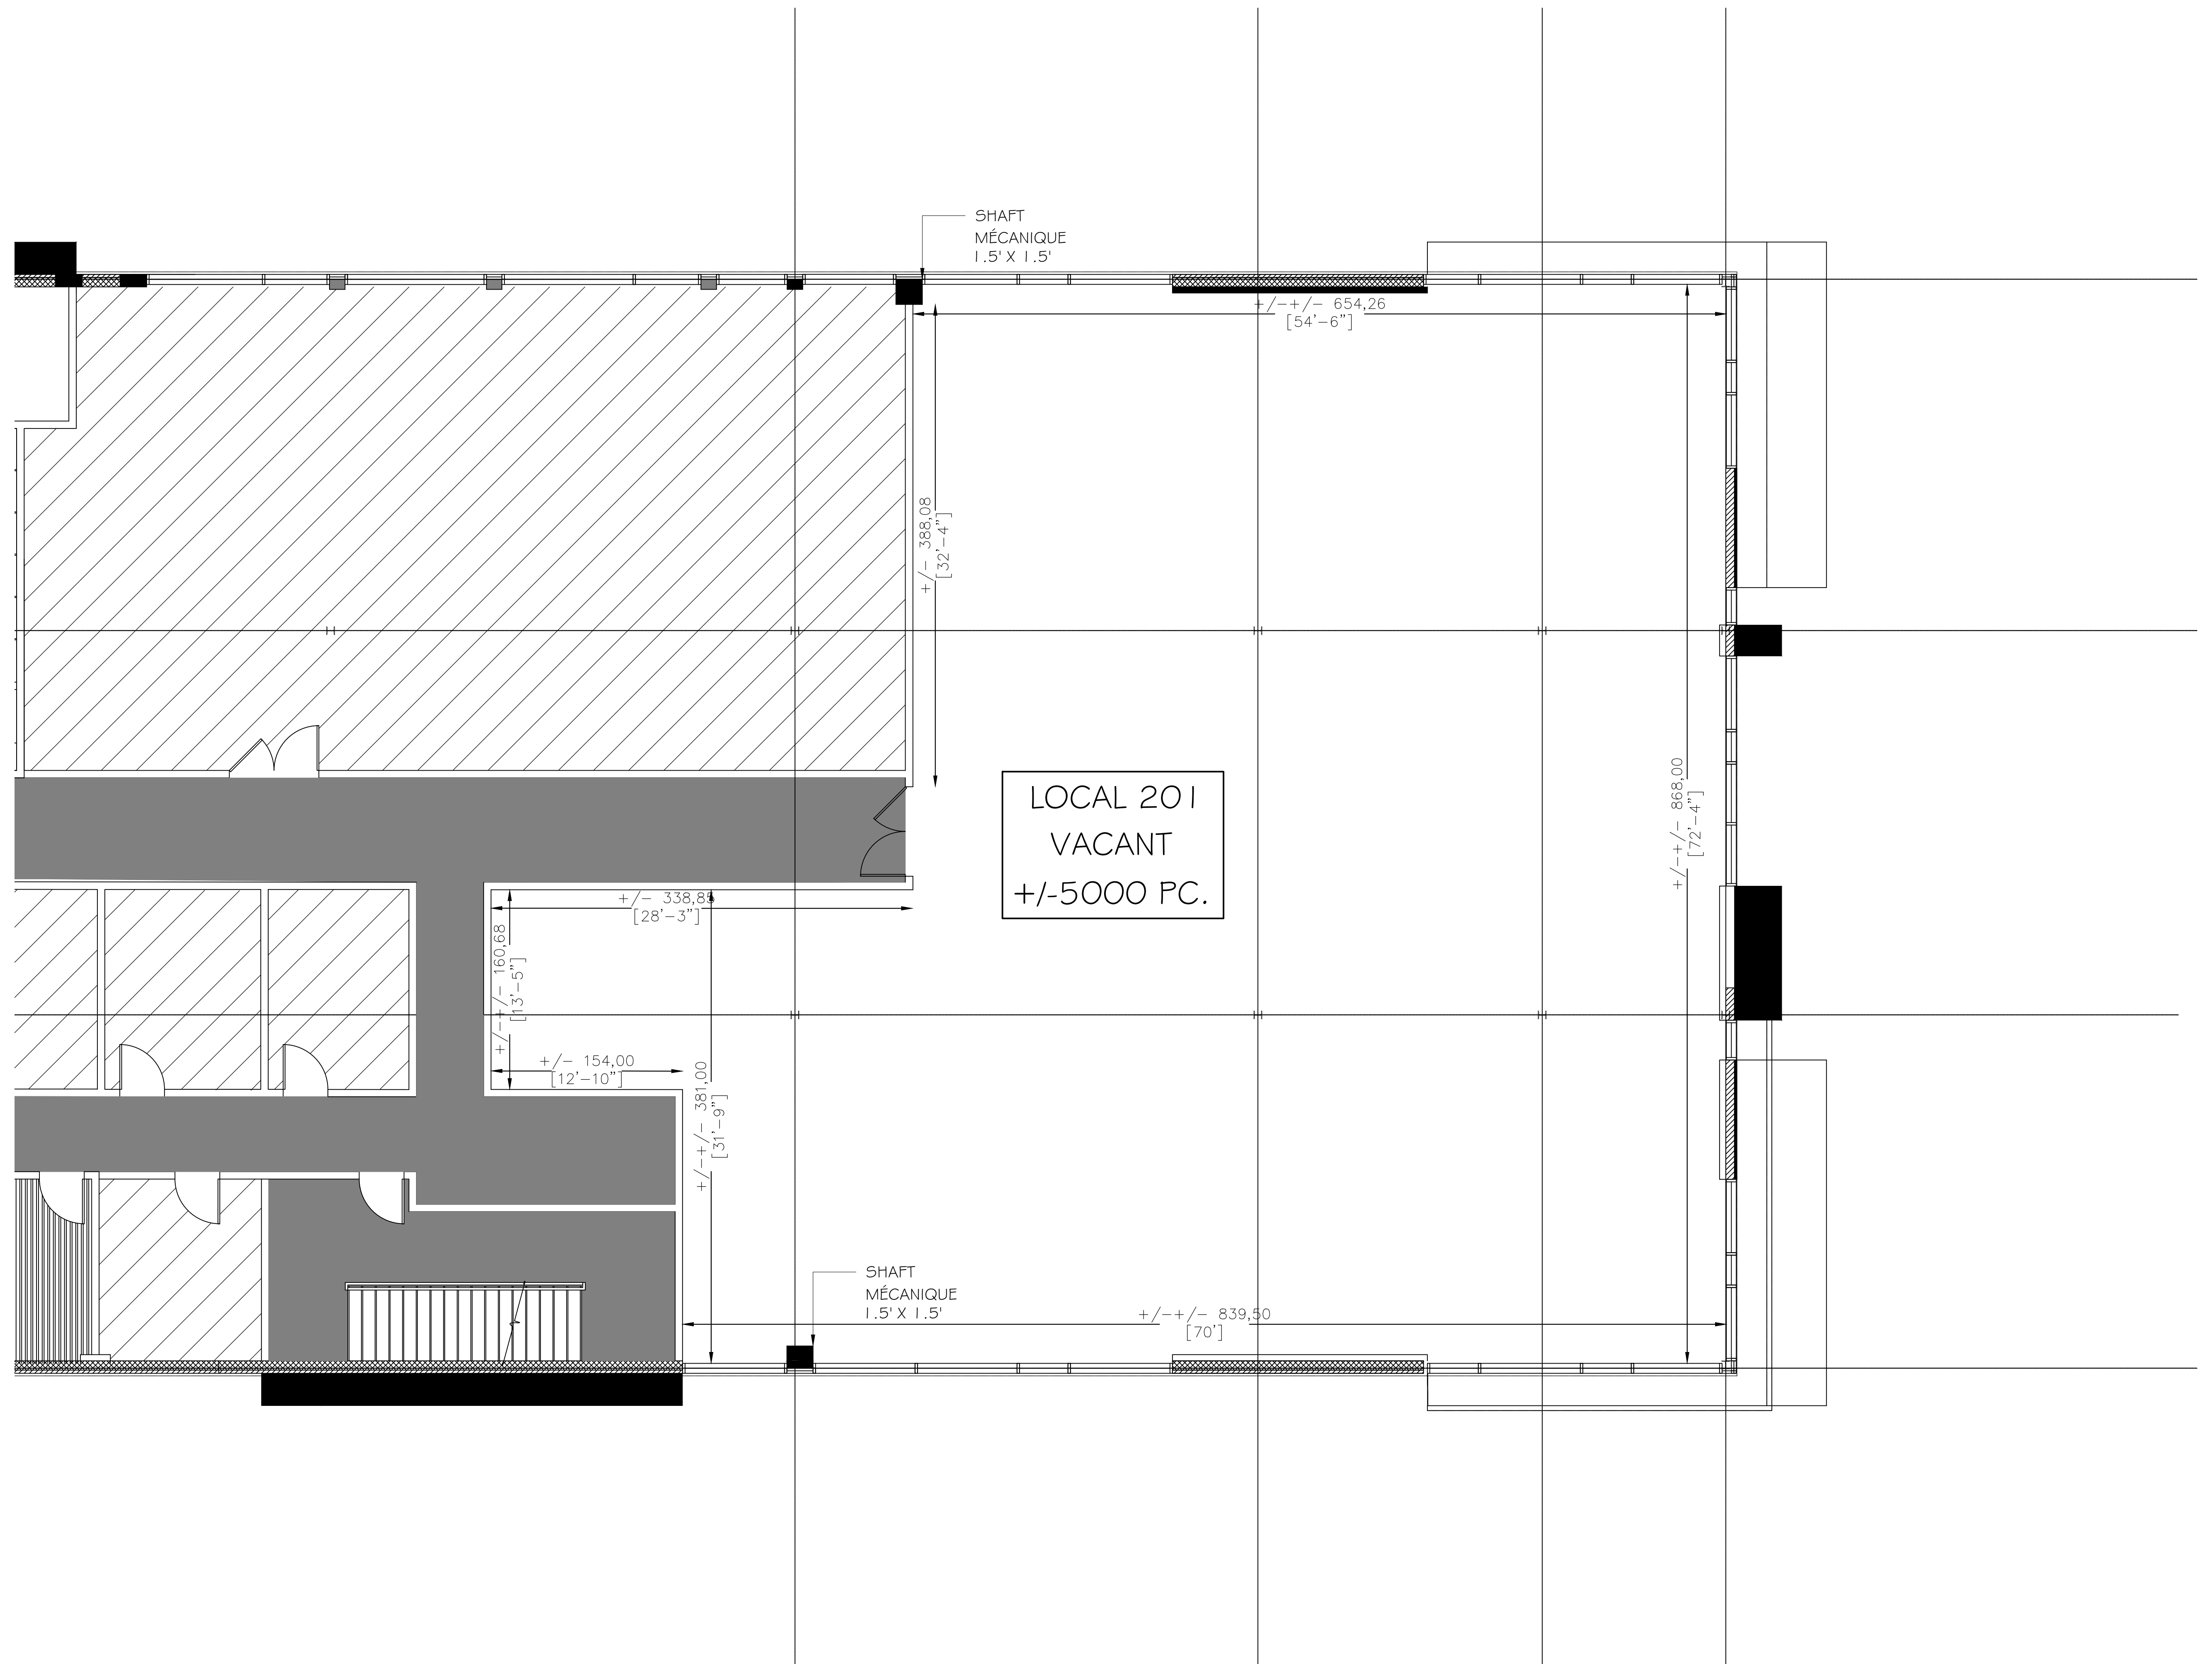 SHAFT
MÉCANIQUE
1.5' X 1.5'
+/-+/- 654,26
[54'-6"]
+/- 388,08
[32'-4"]
LOCAL 201
VACANT
+/-5000 PC.
+/-+/- 868,00
[72'-4"]
+/- 338,85
[28'-3"]
+/-+/- 160,68
[13'-5"]
+/- 154,00
[12'-10"]
+/-+/- 381,00
[31'-9"]
SHAFT
MÉCANIQUE
1.5' X 1.5'
+/-+/- 839,50
[70']